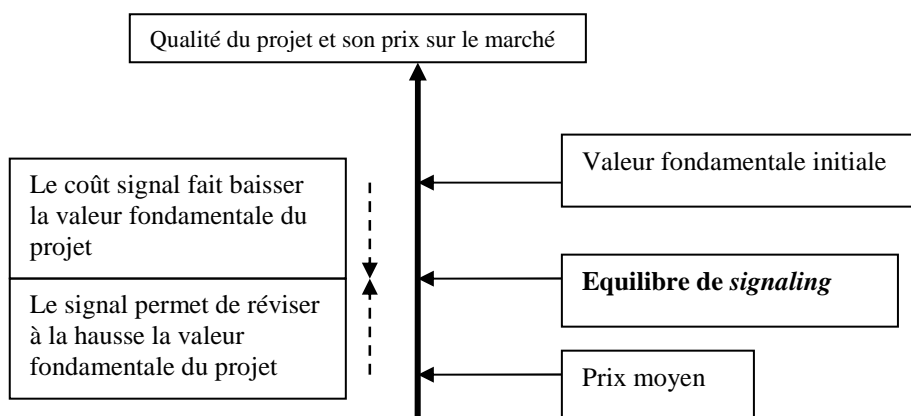 Qualité du projet et son prix sur le marché
Valeur fondamentale initiale
Le coût signal fait baisser
la valeur fondamentale du
projet
Equilibre de signaling
Le signal permet de réviser
à la hausse la valeur
fondamentale du projet
Prix moyen